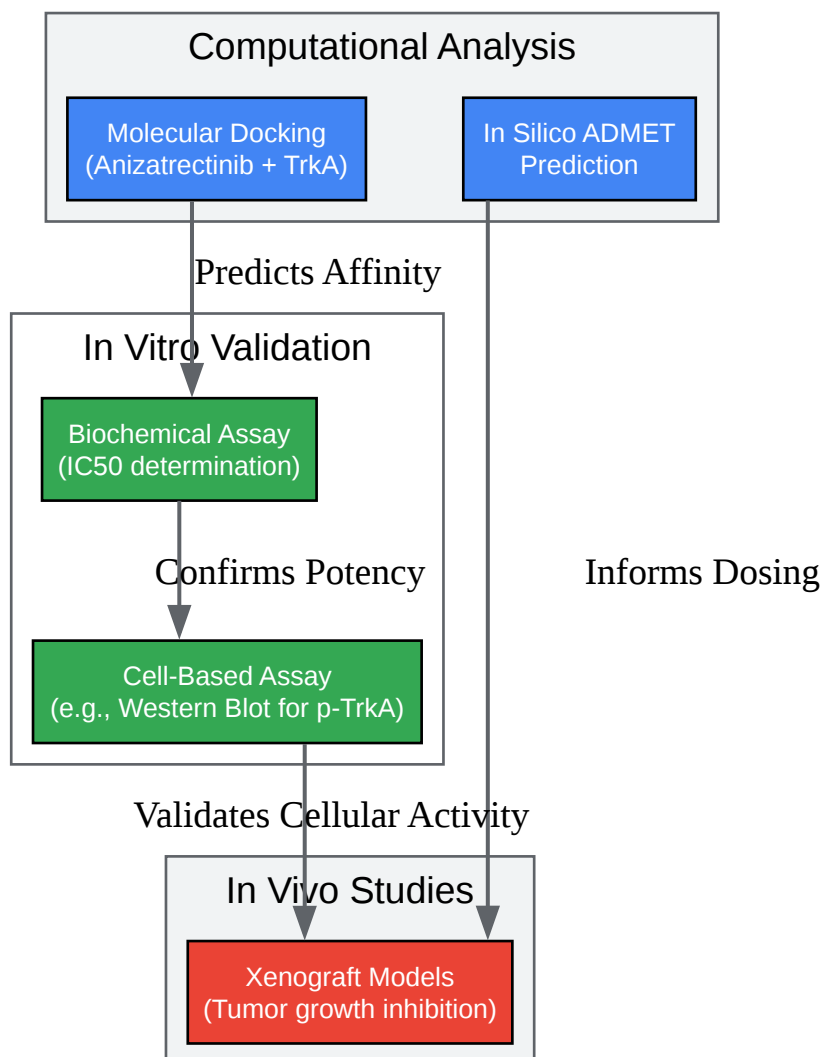 Computational Analysis
Molecular Docking
(Anizatrectinib + TrkA)
In Silico ADMET
Prediction
Predicts Affinity
In Vitro Validation
Biochemical Assay
(IC50 determination)
Confirms Potency
Informs Dosing
Cell-Based Assay
(e.g., Western Blot for p-TrkA)
Validates Cellular Activity
In Vivo Studies
Xenograft Models
(Tumor growth inhibition)